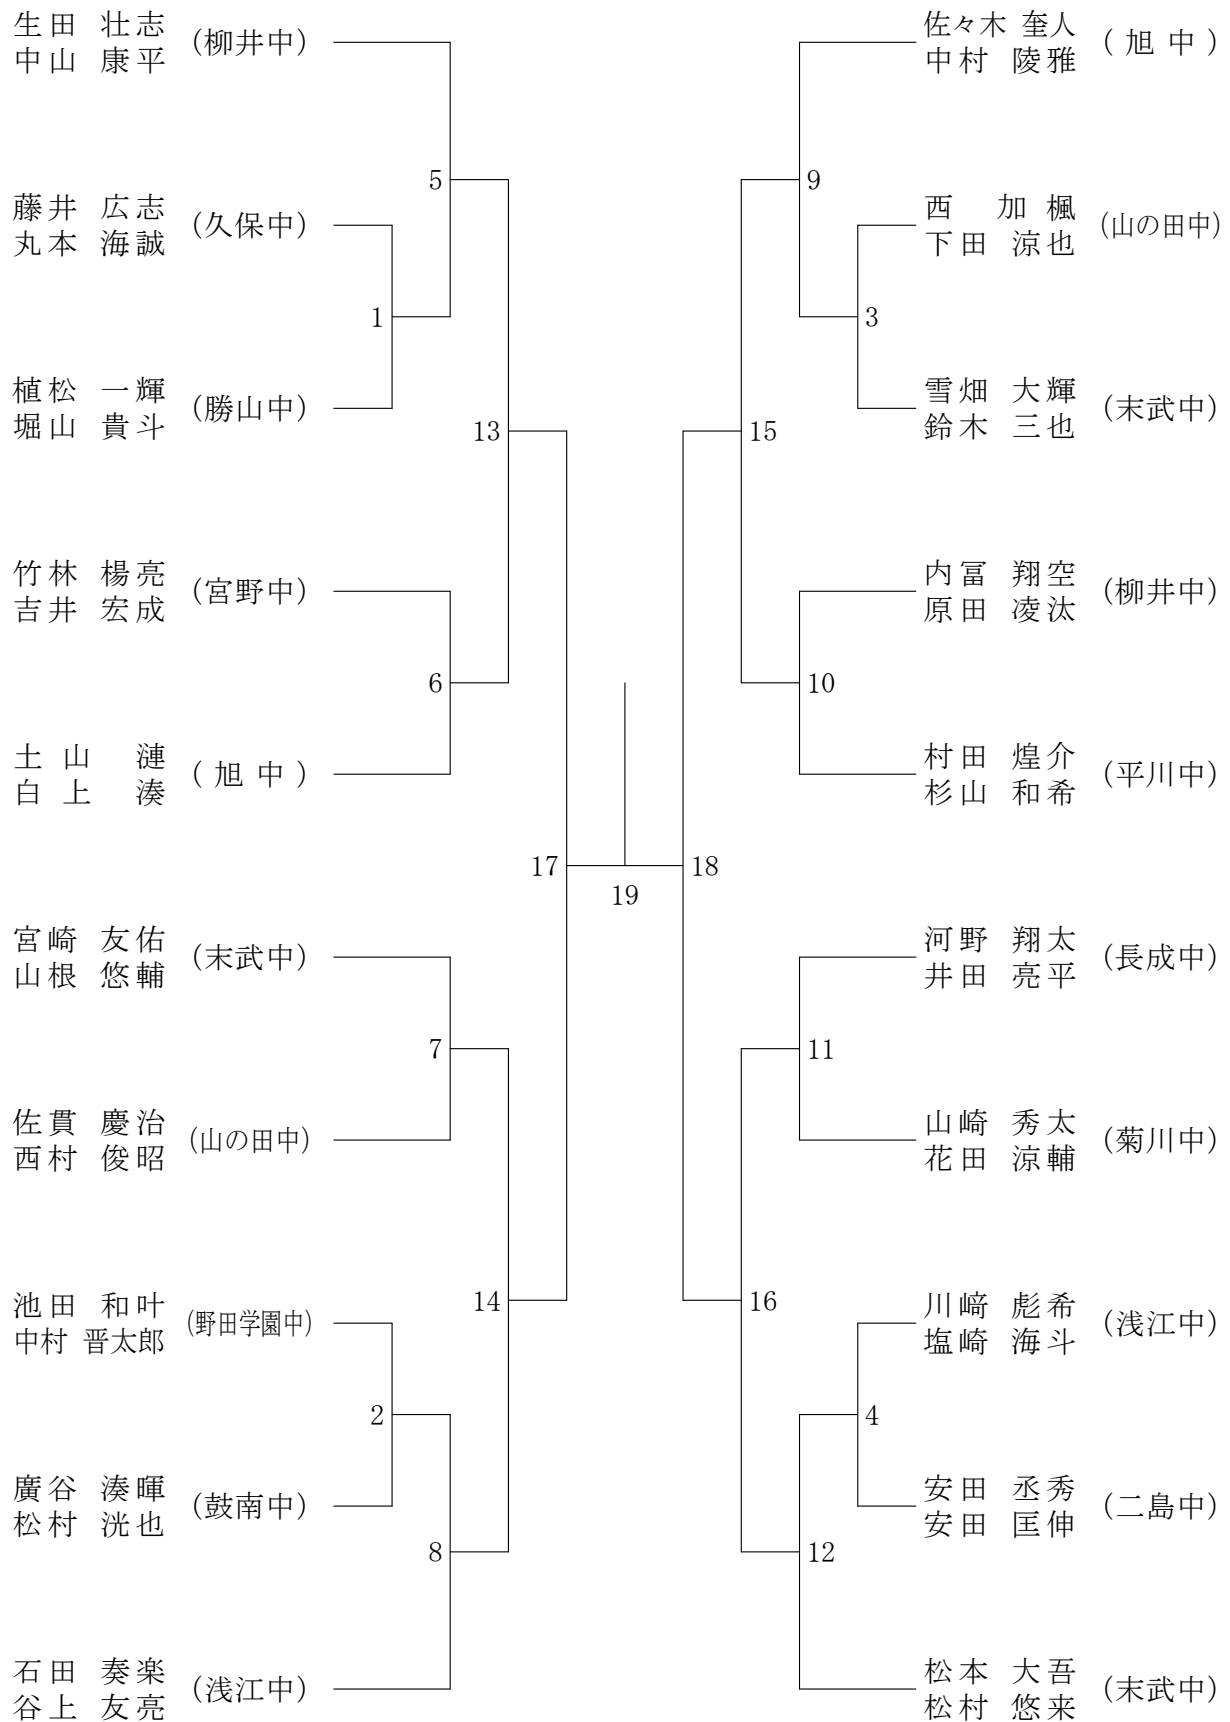 生田 壮志
中山 康平
(柳井中)
5
藤井 広志
丸本 海誠
(久保中)
1
植松 一輝
堀山 貴斗
(勝山中)
13
竹林 楊亮
吉井 宏成
(宮野中)
6
土山 漣
白上 湊
(旭中)
17
宮崎 友佑
山根 悠輔
(末武中)
7
佐貫 慶治
西村 俊昭
(山の田中)
14
池田 和叶
中村 晋太郎
(野田学園中)
2
廣谷 湊暉
松村 洸也
(鼓南中)
8
石田 奏楽
谷上 友亮
(浅江中)
19
佐々木 奎人
中村 陵雅
(旭中)
9
西 加楓
下田 涼也
(山の田中)
3
雪畑 大輝
鈴木 三也
(末武中)
15
内冨 翔空
原田 凌汰
(柳井中)
10
村田 煌介
杉山 和希
(平川中)
18
河野 翔太
井田 亮平
(長成中)
11
山崎 秀太
花田 涼輔
(菊川中)
16
川﨑 彪希
塩崎 海斗
(浅江中)
4
安田 丞秀
安田 匡伸
(二島中)
12
松本 大吾
松村 悠来
(末武中)